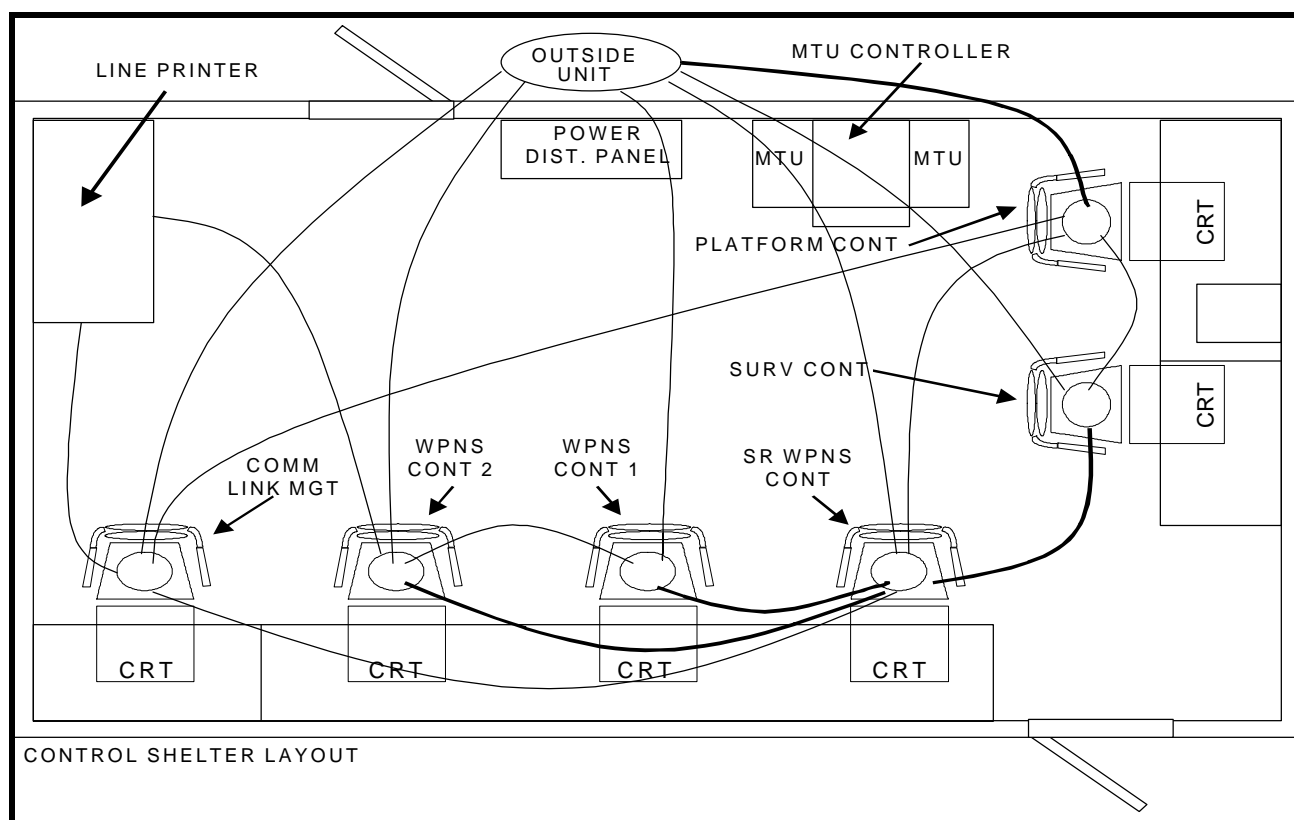 OUTSIDE
UNIT
MTU CONTROLLER
LINE PRINTER
POWER
DIST. PANEL
MTU
MTU
CRT
PLATFORM CONT
SURV CONT
CRT
COMM
LINK MGT
WPNS
CONT 2
WPNS
CONT 1
SR WPNS
CONT
CRT
CRT
CRT
CRT
CONTROL SHELTER LAYOUT